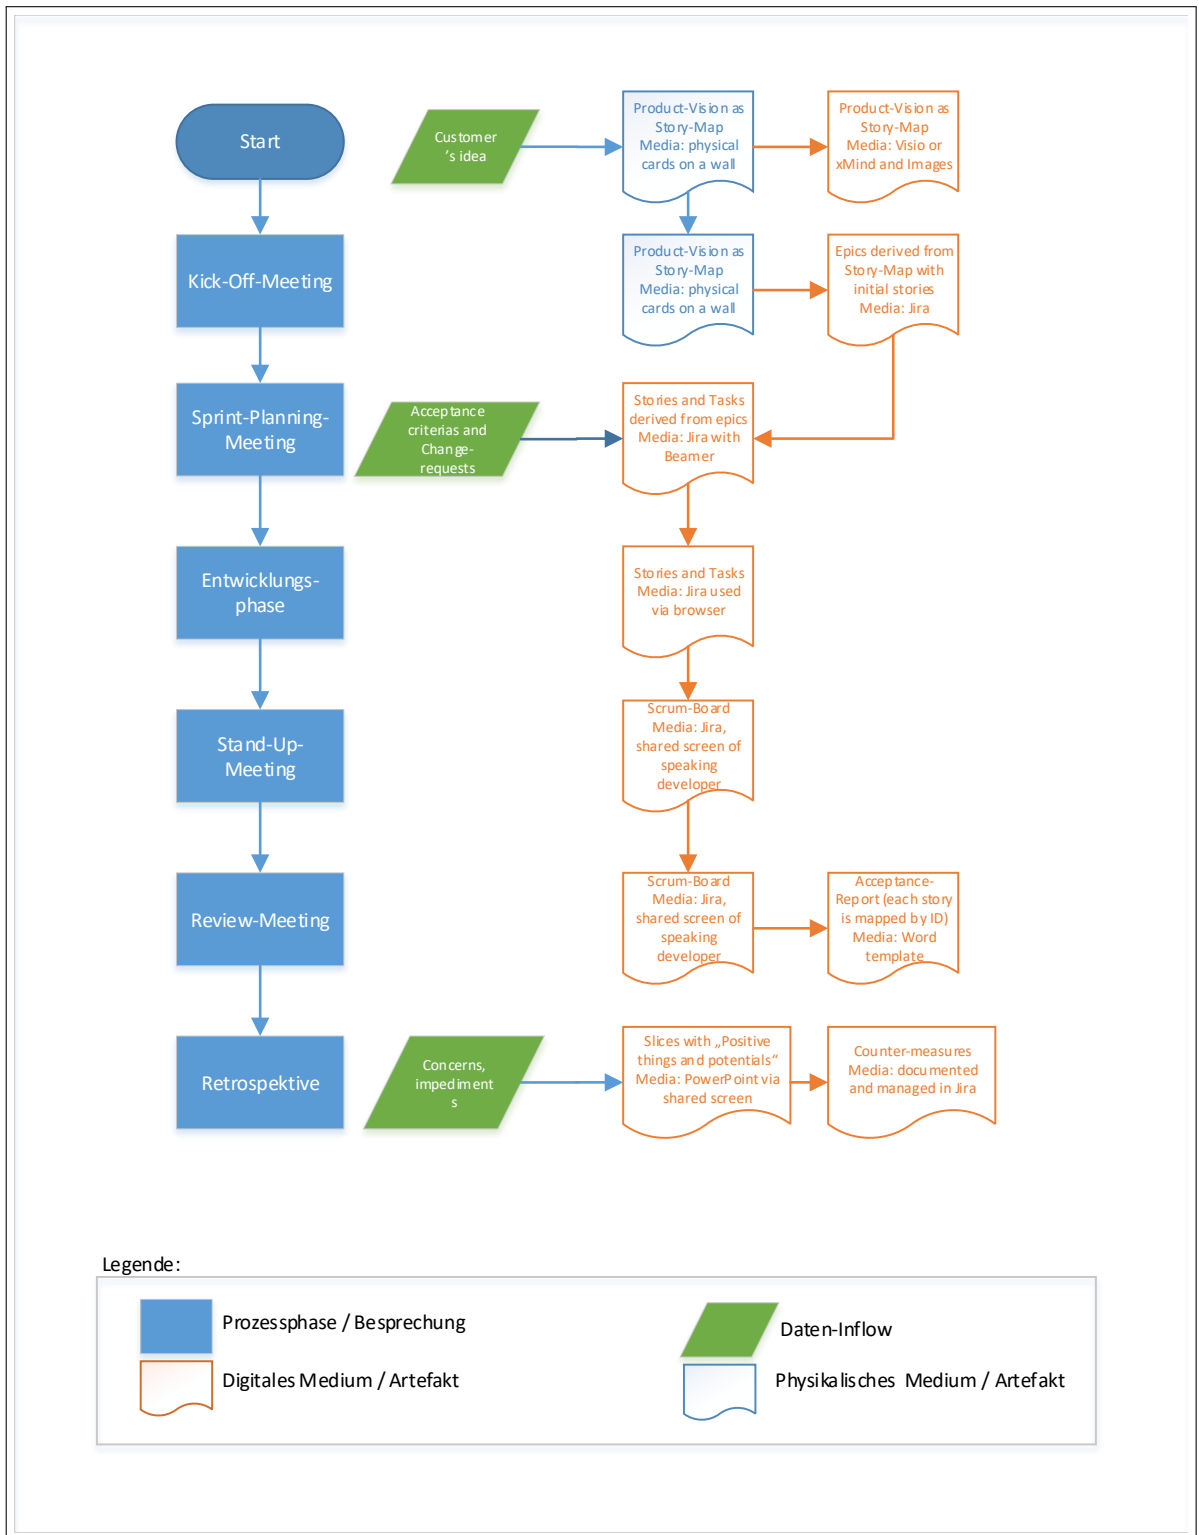 Start
Customer
's idea
Product-Vision as
Story-Map
Media: physical
cards on a wall
Product-Vision as
Story-Map
Media: Visio or
xMind and Images
Kick-Off-Meeting
Product-Vision as
Story-Map
Media: physical
cards on a wall
Epics derived from
Story-Map with
initial stories
Media: Jira
Sprint-Planning-
Meeting
Acceptance
criterias and
Change-
requests
Stories and Tasks
derived from epics
Media: Jira with
Beamer
Entwicklungs-
phase
Stories and Tasks
Media: Jira used
via browser
Stand-Up-
Meeting
Scrum-Board
Media: Jira,
shared screen of
speaking
developer
Review-Meeting
Scrum-Board
Media: Jira,
shared screen of
speaking
developer
Acceptance-
Report (each story
is mapped by ID)
Media: Word
template
Retrospektive
Concerns,
impediment
s
Slices with „Positive
things and potentials“
Media: PowerPoint via
shared screen
Counter-measures
Media: documented
and managed in Jira
Legende:
Prozessphase / Besprechung
Daten-Inflow
Digitales Medium / Artefakt
Physikalisches Medium / Artefakt